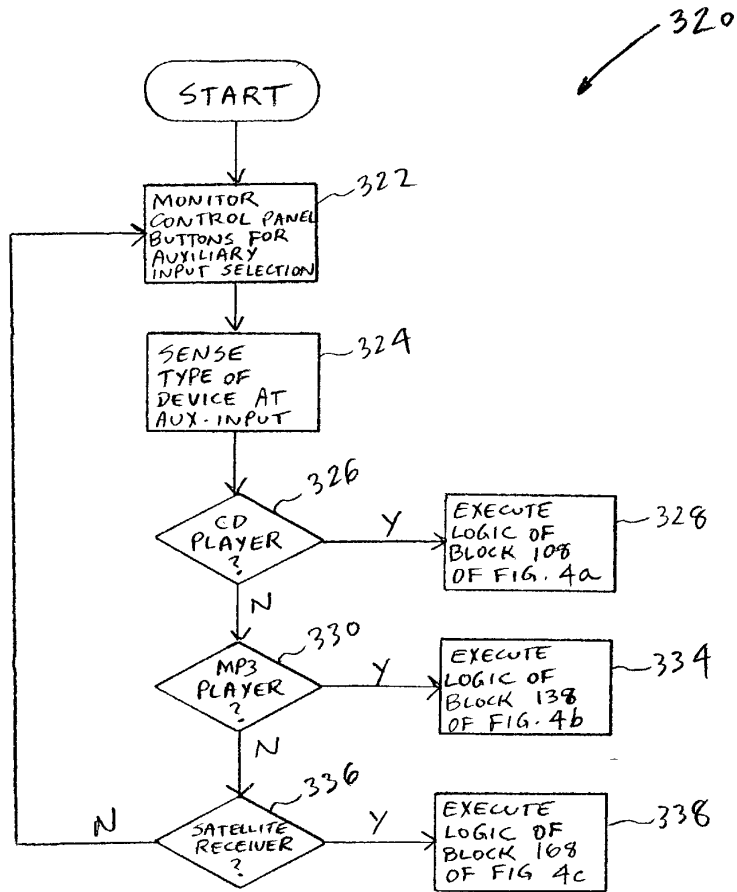 320
START
322
MONITOR
CONTROL PANEL
BUTTONS FOR
AUXILIARY
INPUT SELECTION
324
SENSE
TYPE OF
DEVICE AT
AUX. INPUT
326
CD
PLAYER
?
Y
EXECUTE
LOGIC OF
BLOCK 108
OF FIG. 4a
328
N
330
MP3
PLAYER
?
Y
EXECUTE
LOGIC OF
BLOCK 138
OF FIG. 4b
334
N
336
N
SATELLITE
RECEIVER
?
Y
EXECUTE
LOGIC OF
BLOCK 168
OF FIG 4c
338